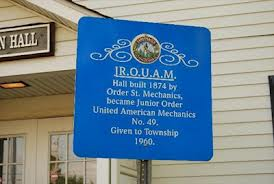 N HALL
JR.O.U.A.M.
Hall built 1874 by
Order St. Mechanics,
became Junior Order
United American Mechanics
No. 49.
Given to Township
1960.